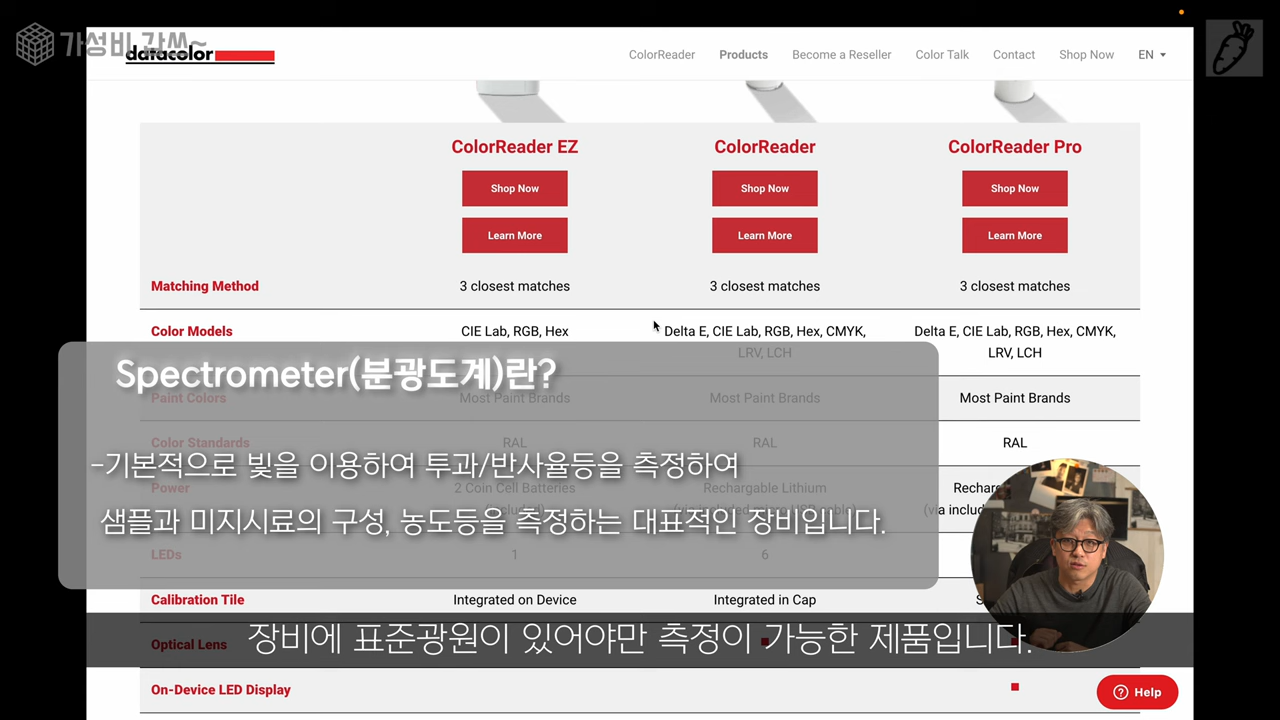 가성비 갑쓰~
datacolor
ColorReader Products Become a Reseller Color Talk Contact Shop Now EN
ColorReader EZ ColorReader ColorReader Pro
Shop Now Shop Now Shop Now
Learn More Learn More Learn More
Matching Method 3 closest matches 3 closest matches 3 closest matches
Color Models CIE Lab, RGB, Hex Delta E, CIE Lab, RGB, Hex, CMYK, Delta E, CIE Lab, RGB, Hex, CMYK,
LRV, LCH LRV, LCH
Spectrometer(분광도계)란?
Paint Colors Most Paint Brands Most Paint Brands Most Paint Brands
Color Standards RAL RAL RAL
-기본적으로 빛을 이용하여 투과/반사율등을 측정하여
Power 2 Coin Cell Batteries Rechargable Lithium
샘플과 미지시료의 구성, 농도등을 측정하는 대표적인 장비입니다.
LEDs 1 6
Calibration Tile Integrated on Device Integrated in Cap
장비에 표준광원이 있어야만 측정이 가능한 제품입니다.
Optical Lens
On-Device LED Display
Help